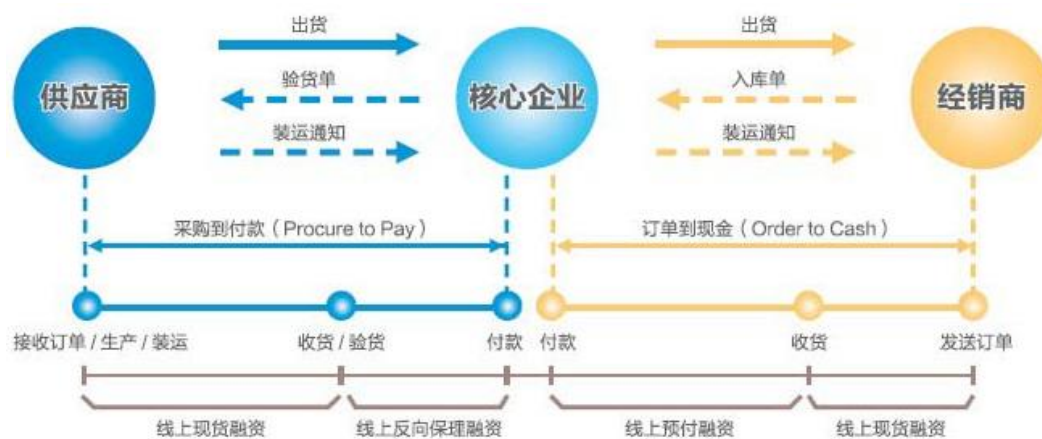 出货
出货
供应商
验货单
核心企业
入库单
经销商
装运通知
装运通知
采购到付款（Procure to Pay）
订单到现金（Order to Cash）
接收订单 / 生产 / 装运
收货 / 验货
付款
付款
收货
发送订单
线上现货融资
线上反向保理融资
线上预付融资
线上现货融资